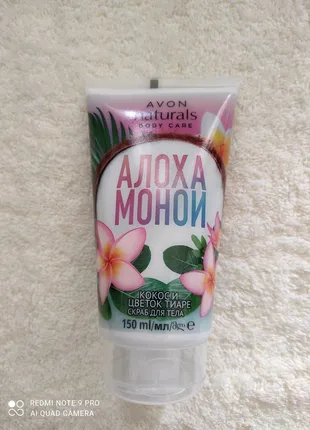 AVON
naturals
BODY CARE
АЛОХА
МОНОИ
КОКОС И
ЦВЕТОК ТИАРЕ
СКРАБ ДЛЯ ТЕЛА
150 ml/мл/
REDMI NOTE 9 PRO
AI QUAD CAMERA